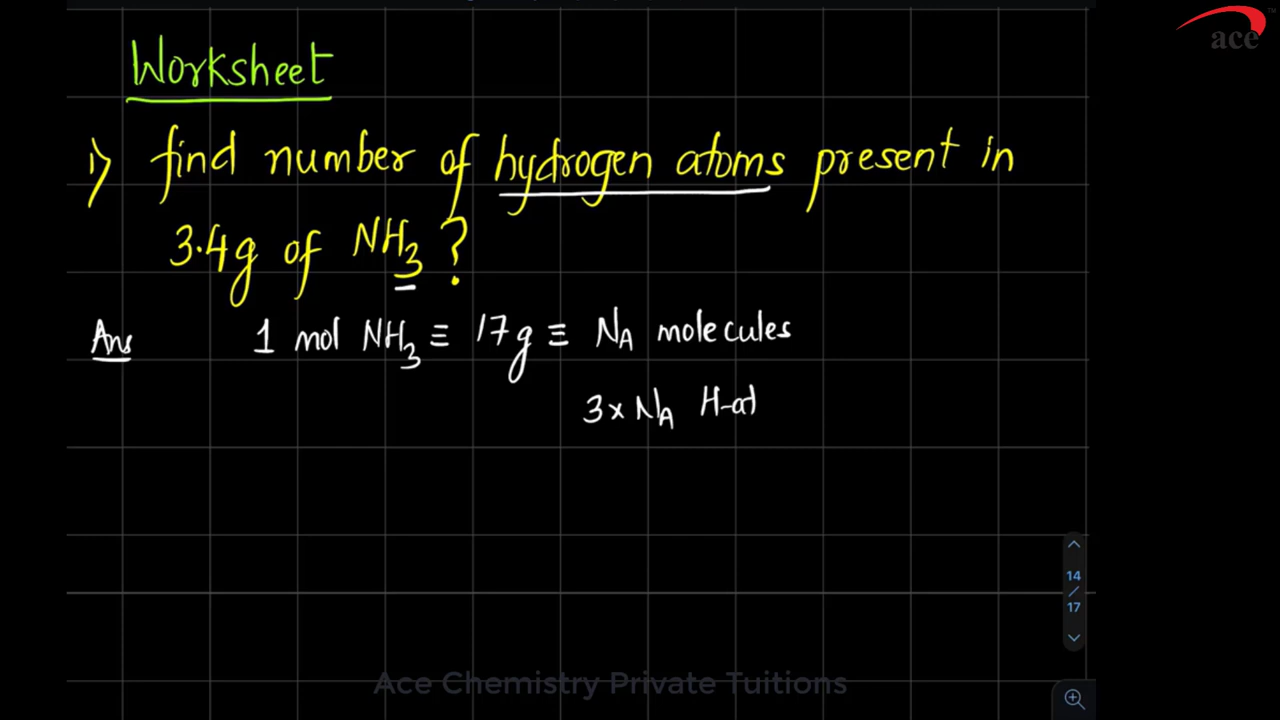 ace
Worksheet
1) find number of hydrogen atoms present in
3.4g of NH₃ ?
Ans 1 mol NH₃ ≡ 17g ≡ NA molecules
3 × NA H-at
14
/
17
Ace Chemistry Private Tuitions